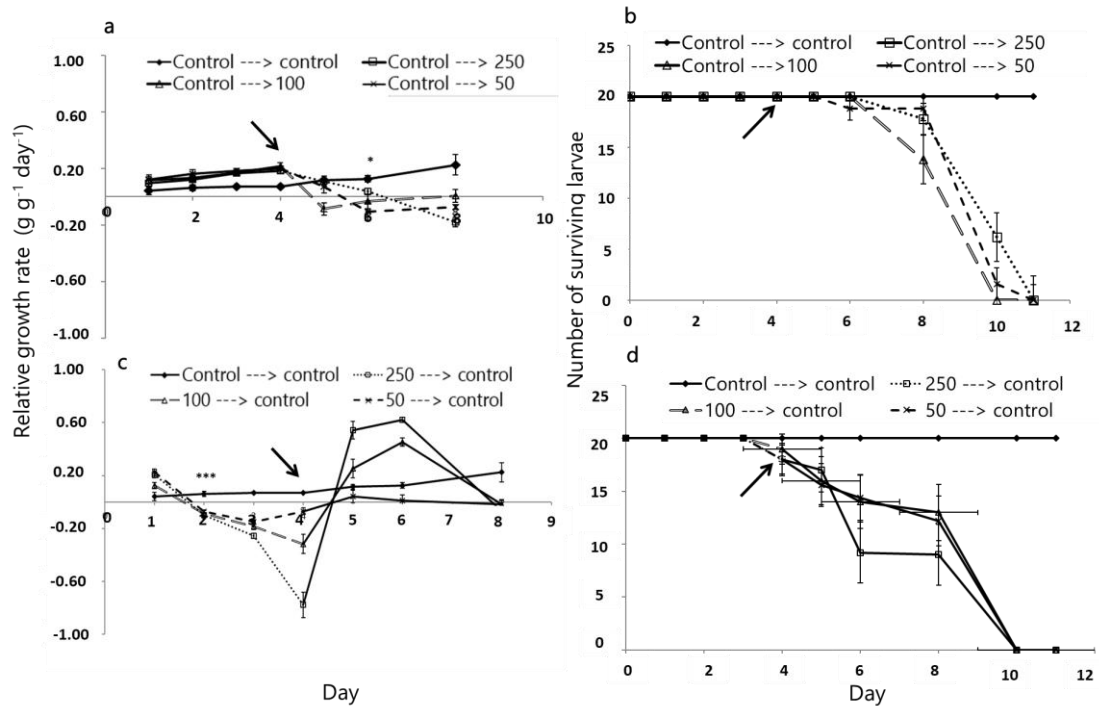 a
Control ---> control
Control ---> 250
Control --->100
Control ---> 50
1.00
0.60
0.20
-0.20
-0.60
-1.00
*
0
0
2
4
6
8
10
b
Control ---> control
Control ---> 250
Control --->100
Control ---> 50
25
20
15
10
5
0
0 2 4 6 8 10 12
Relative growth rate (g g⁻¹ day⁻¹)
Number of surviving larvae
c
Control ---> control
250 ---> control
100 ---> control
50 ---> control
1.00
0.60
0.20
-0.20
-0.60
-1.00
***
0 1 2 3 4 5 6 7 8 9
Day
d
Control ---> control
250 ---> control
100 ---> control
50 ---> control
25
20
15
10
5
0
0 2 4 6 8 10 12
Day